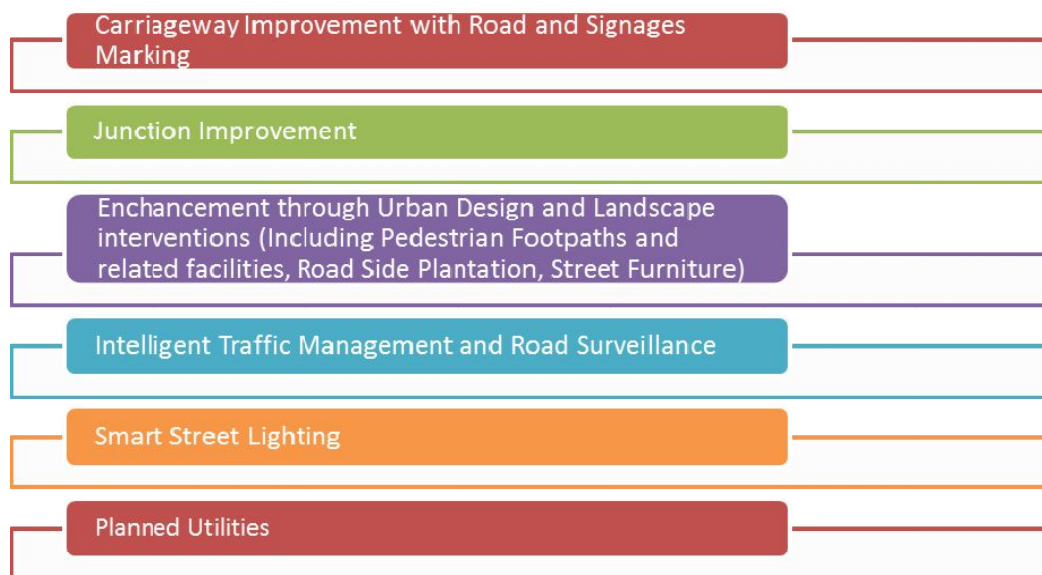 Carriageway Improvement with Road and Signages
Marking
Junction Improvement
Enchancement through Urban Design and Landscape
interventions (Including Pedestrian Footpaths and
related facilities, Road Side Plantation, Street Furniture)
Intelligent Traffic Management and Road Surveillance
Smart Street Lighting
Planned Utilities